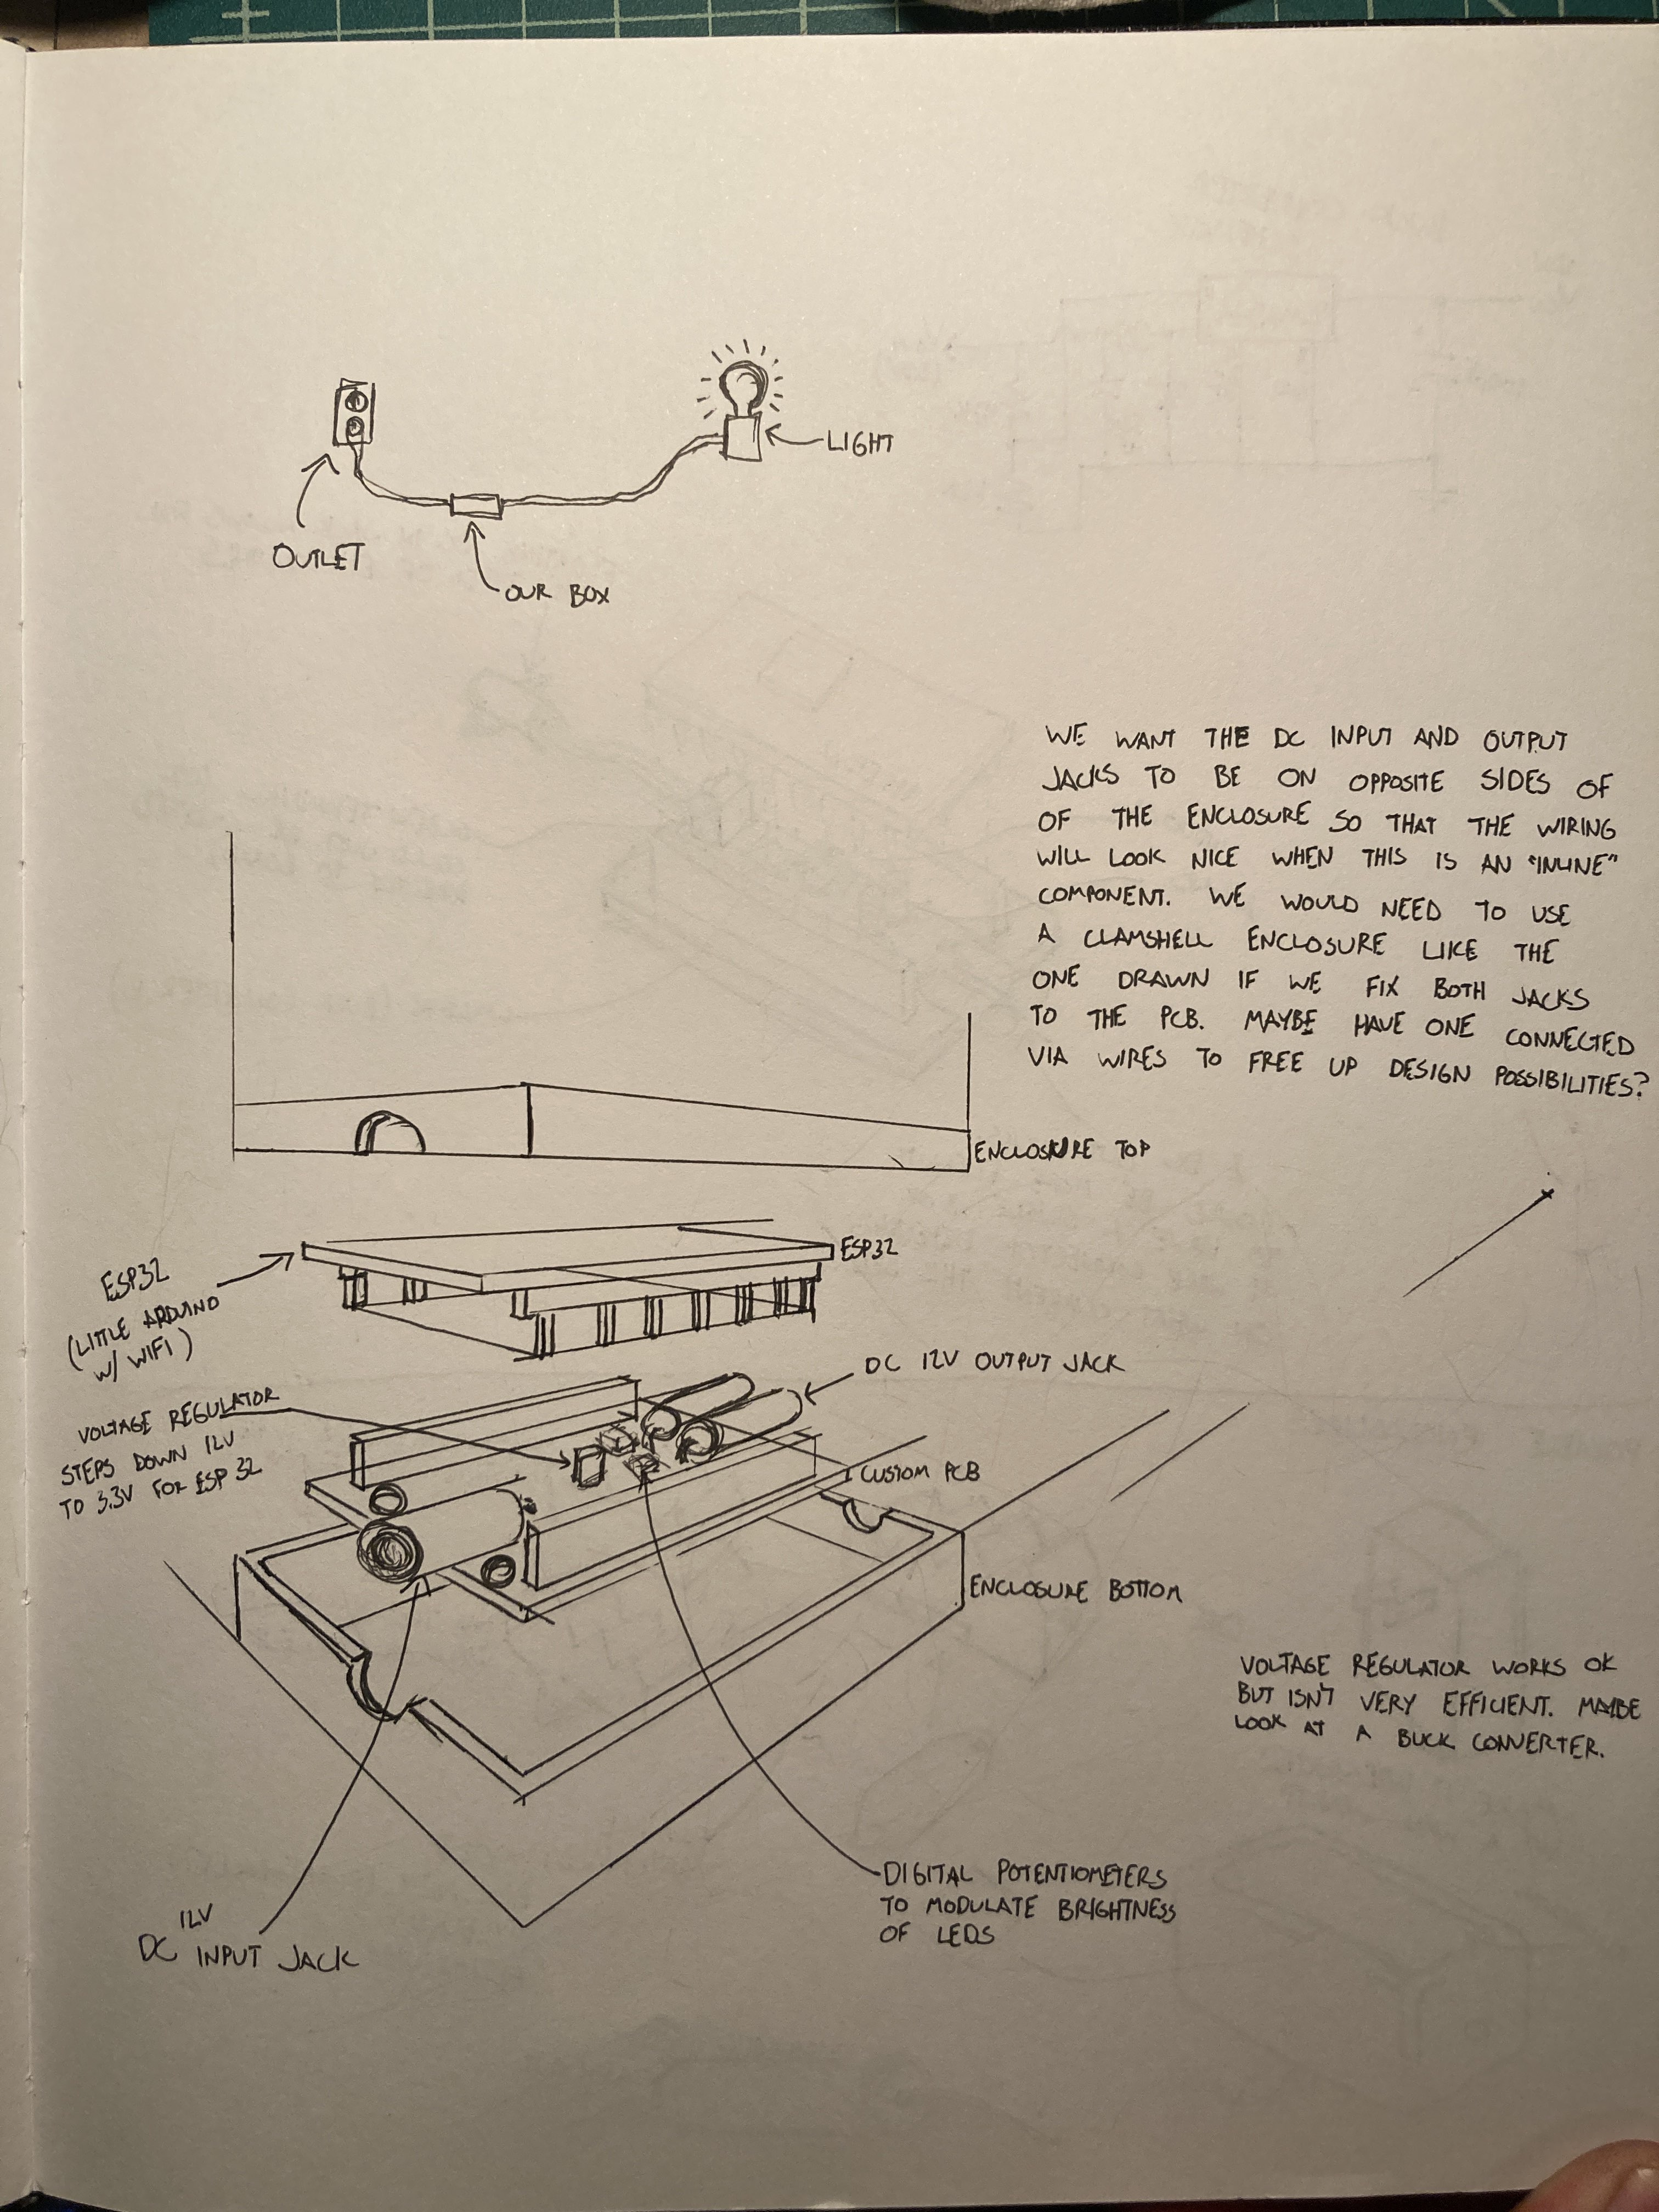 LIGHT
OUTLET
OUR BOX
WE WANT THE DC INPUT AND OUTPUT
JACKS TO BE ON OPPOSITE SIDES OF
OF THE ENCLOSURE SO THAT THE WIRING
WILL LOOK NICE WHEN THIS IS AN "INLINE"
COMPONENT. WE WOULD NEED TO USE
A CLAMSHELL ENCLOSURE LIKE THE
ONE DRAWN IF WE FIX BOTH JACKS
TO THE PCB. MAYBE HAVE ONE CONNECTED
VIA WIRES TO FREE UP DESIGN POSSIBILITIES?
ENCLOSURE TOP
ESP32
ESP32
(LITTLE ARDUINO
W/ WIFI)
DC 12V OUTPUT JACK
VOLTAGE REGULATOR
STEPS DOWN 12V
TO 3.3V FOR ESP 32
CUSTOM PCB
ENCLOSURE BOTTOM
VOLTAGE REGULATOR WORKS OK
BUT ISN'T VERY EFFICIENT. MAYBE
LOOK AT A BUCK CONVERTER.
DIGITAL POTENTIOMETERS
TO MODULATE BRIGHTNESS
OF LEDS
12V
DC INPUT JACK